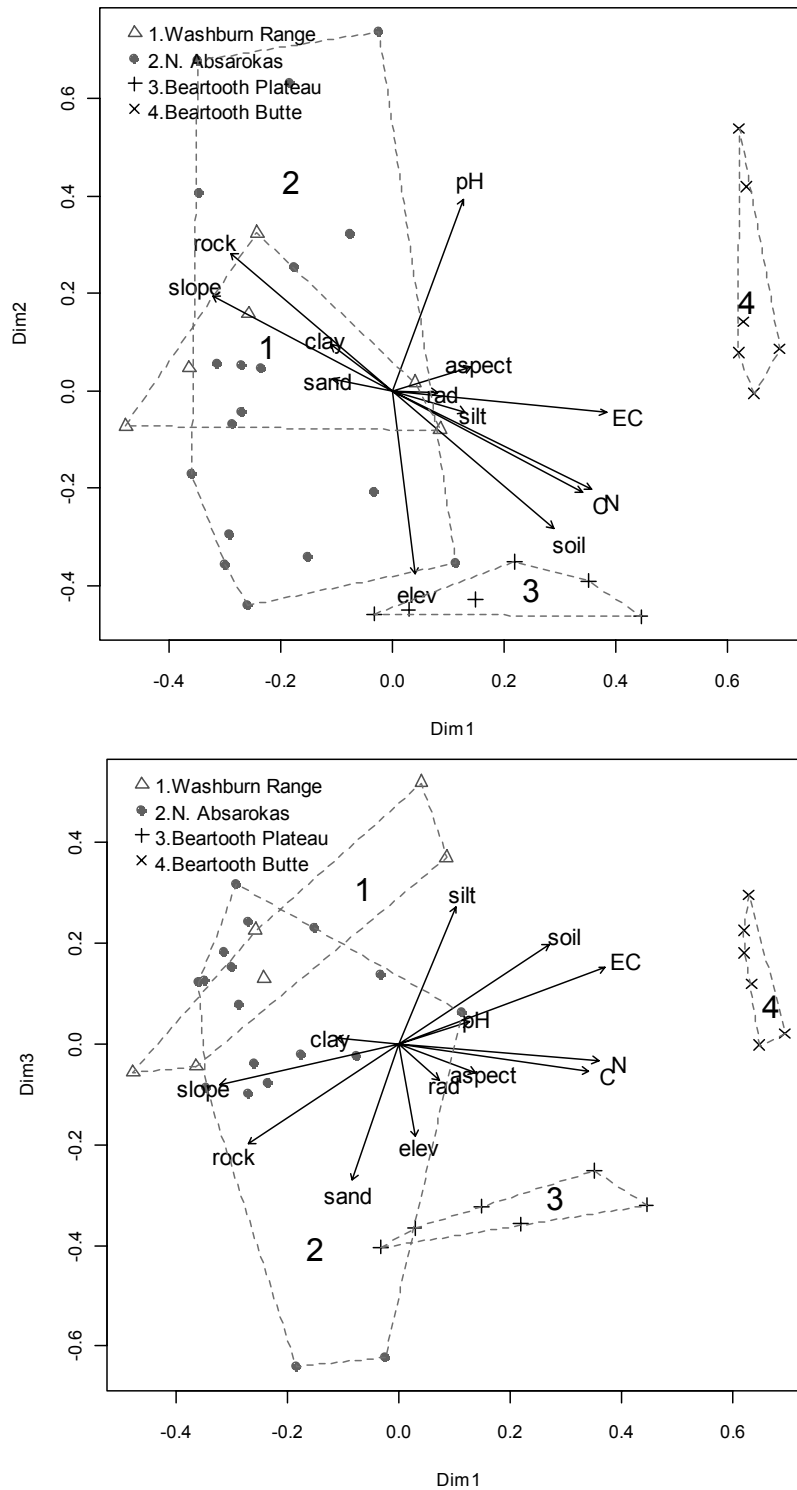 1.Washburn Range
2.N. Absarokas
3.Beartooth Plateau
4.Beartooth Butte
0.6
0.4
0.2
0.0
-0.2
-0.4
Dim2
2
pH
rock
slope
4
1
clay
aspect
sand
rad
silt
EC
N
C
soil
elev
3
-0.4
-0.2
0.0
0.2
0.4
0.6
Dim1
1.Washburn Range
2.N. Absarokas
3.Beartooth Plateau
4.Beartooth Butte
0.4
0.2
0.0
-0.2
-0.4
-0.6
Dim3
1
silt
soil
EC
4
pH
clay
N
C
aspect
rad
slope
elev
rock
sand
3
2
-0.4
-0.2
0.0
0.2
0.4
0.6
Dim1